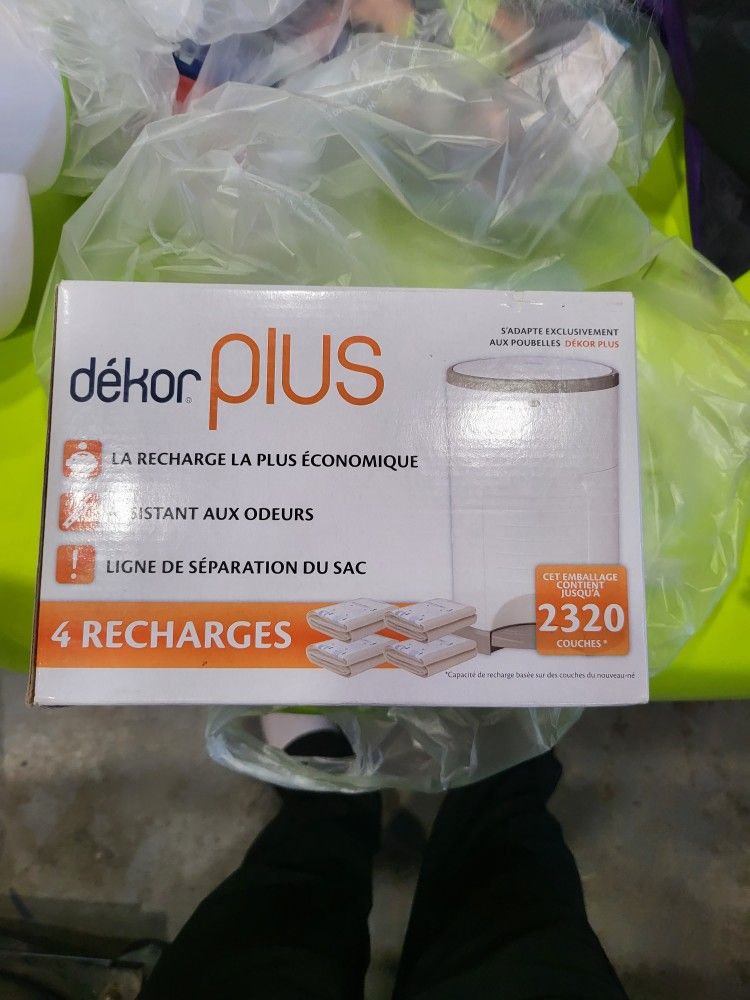 S'ADAPTE EXCLUSIVEMENT
AUX POUBELLES DÉKOR PLUS
dékor® plus
LA RECHARGE LA PLUS ÉCONOMIQUE
SISTANT AUX ODEURS
LIGNE DE SÉPARATION DU SAC
4 RECHARGES
CET EMBALLAGE
CONTIENT
JUSQU'À
2320
COUCHES*
*Capacité de recharge basée sur des couches du nouveau-né